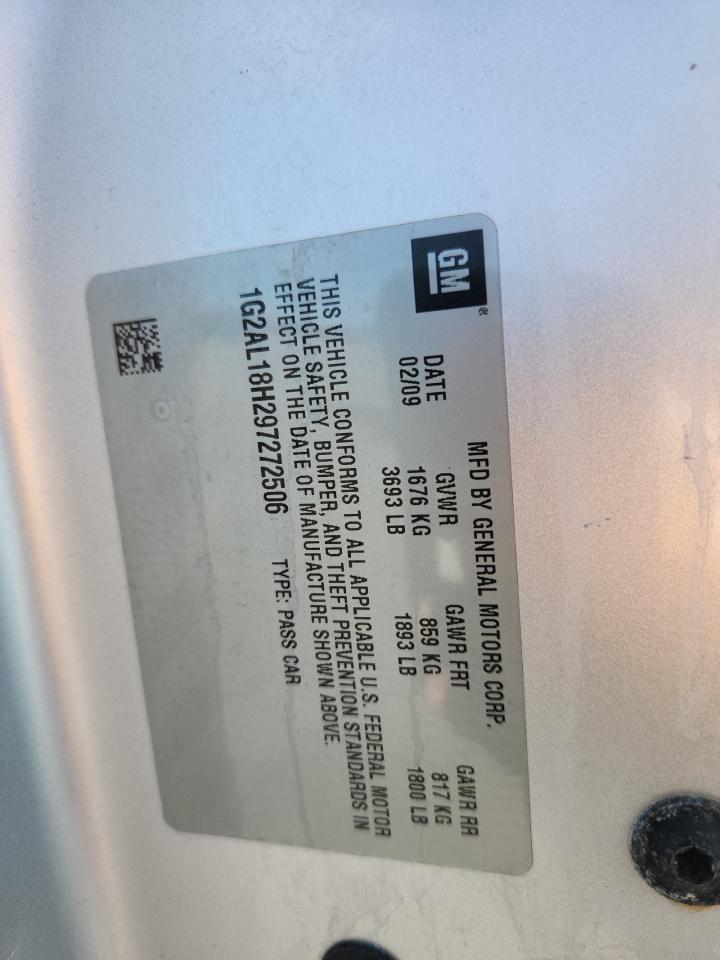 GM®
MFD BY GENERAL MOTORS CORP.
DATE GVWR GAWR FRT GAWR RR
02/09 1676 KG 859 KG 817 KG
3693 LB 1893 LB 1800 LB
THIS VEHICLE CONFORMS TO ALL APPLICABLE U.S. FEDERAL MOTOR
VEHICLE SAFETY, BUMPER, AND THEFT PREVENTION STANDARDS IN
EFFECT ON THE DATE OF MANUFACTURE SHOWN ABOVE.
1G2AL18H297272506 TYPE: PASS CAR